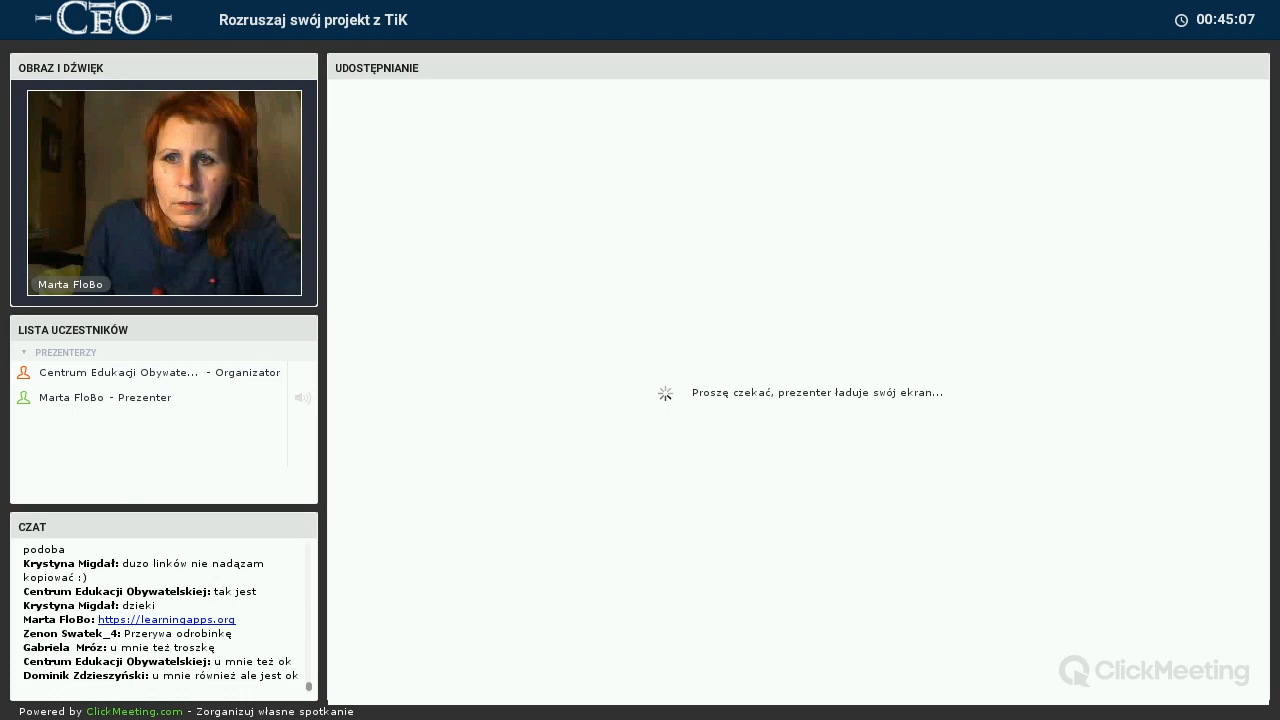 CEO
Rozruszaj swój projekt z TiK
00:45:07
OBRAZ I DŹWIĘK
Marta FloBo
LISTA UCZESTNIKÓW
PREZENTERZY
Centrum Edukacji Obywate... - Organizator
Marta FloBo - Prezenter
CZAT
podoba
Krystyna Migdał: duzo linków nie nadązam
kopiować :)
Centrum Edukacji Obywatelskiej: tak jest
Krystyna Migdał: dzieki
Marta FloBo: https://learningapps.org
Zenon Swatek_4: Przerywa odrobinkę
Gabriela Mróz: u mnie też troszkę
Centrum Edukacji Obywatelskiej: u mnie też ok
Dominik Zdzieszyński: u mnie również ale jest ok
Powered by ClickMeeting.com - Zorganizuj własne spotkanie
UDOSTĘPNIANIE
Proszę czekać, prezenter ładuje swój ekran...
ClickMeeting